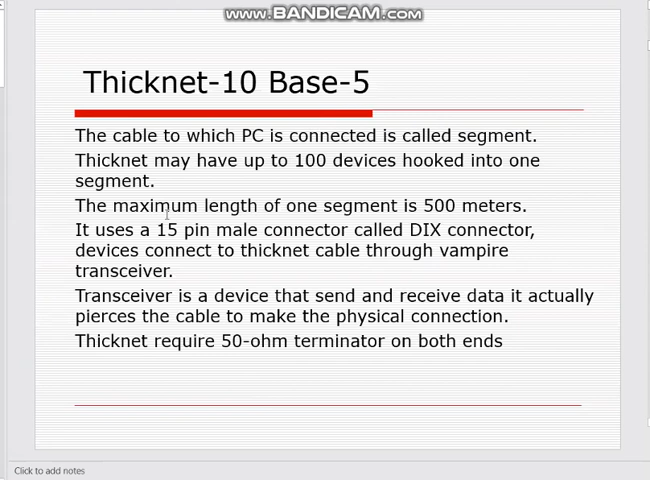 www.BANDICAM.com
Thicknet-10 Base-5
The cable to which PC is connected is called segment.
Thicknet may have up to 100 devices hooked into one
segment.
The maximum length of one segment is 500 meters.
It uses a 15 pin male connector called DIX connector,
devices connect to thicknet cable through vampire
transceiver.
Transceiver is a device that send and receive data it actually
pierces the cable to make the physical connection.
Thicknet require 50-ohm terminator on both ends
Click to add notes